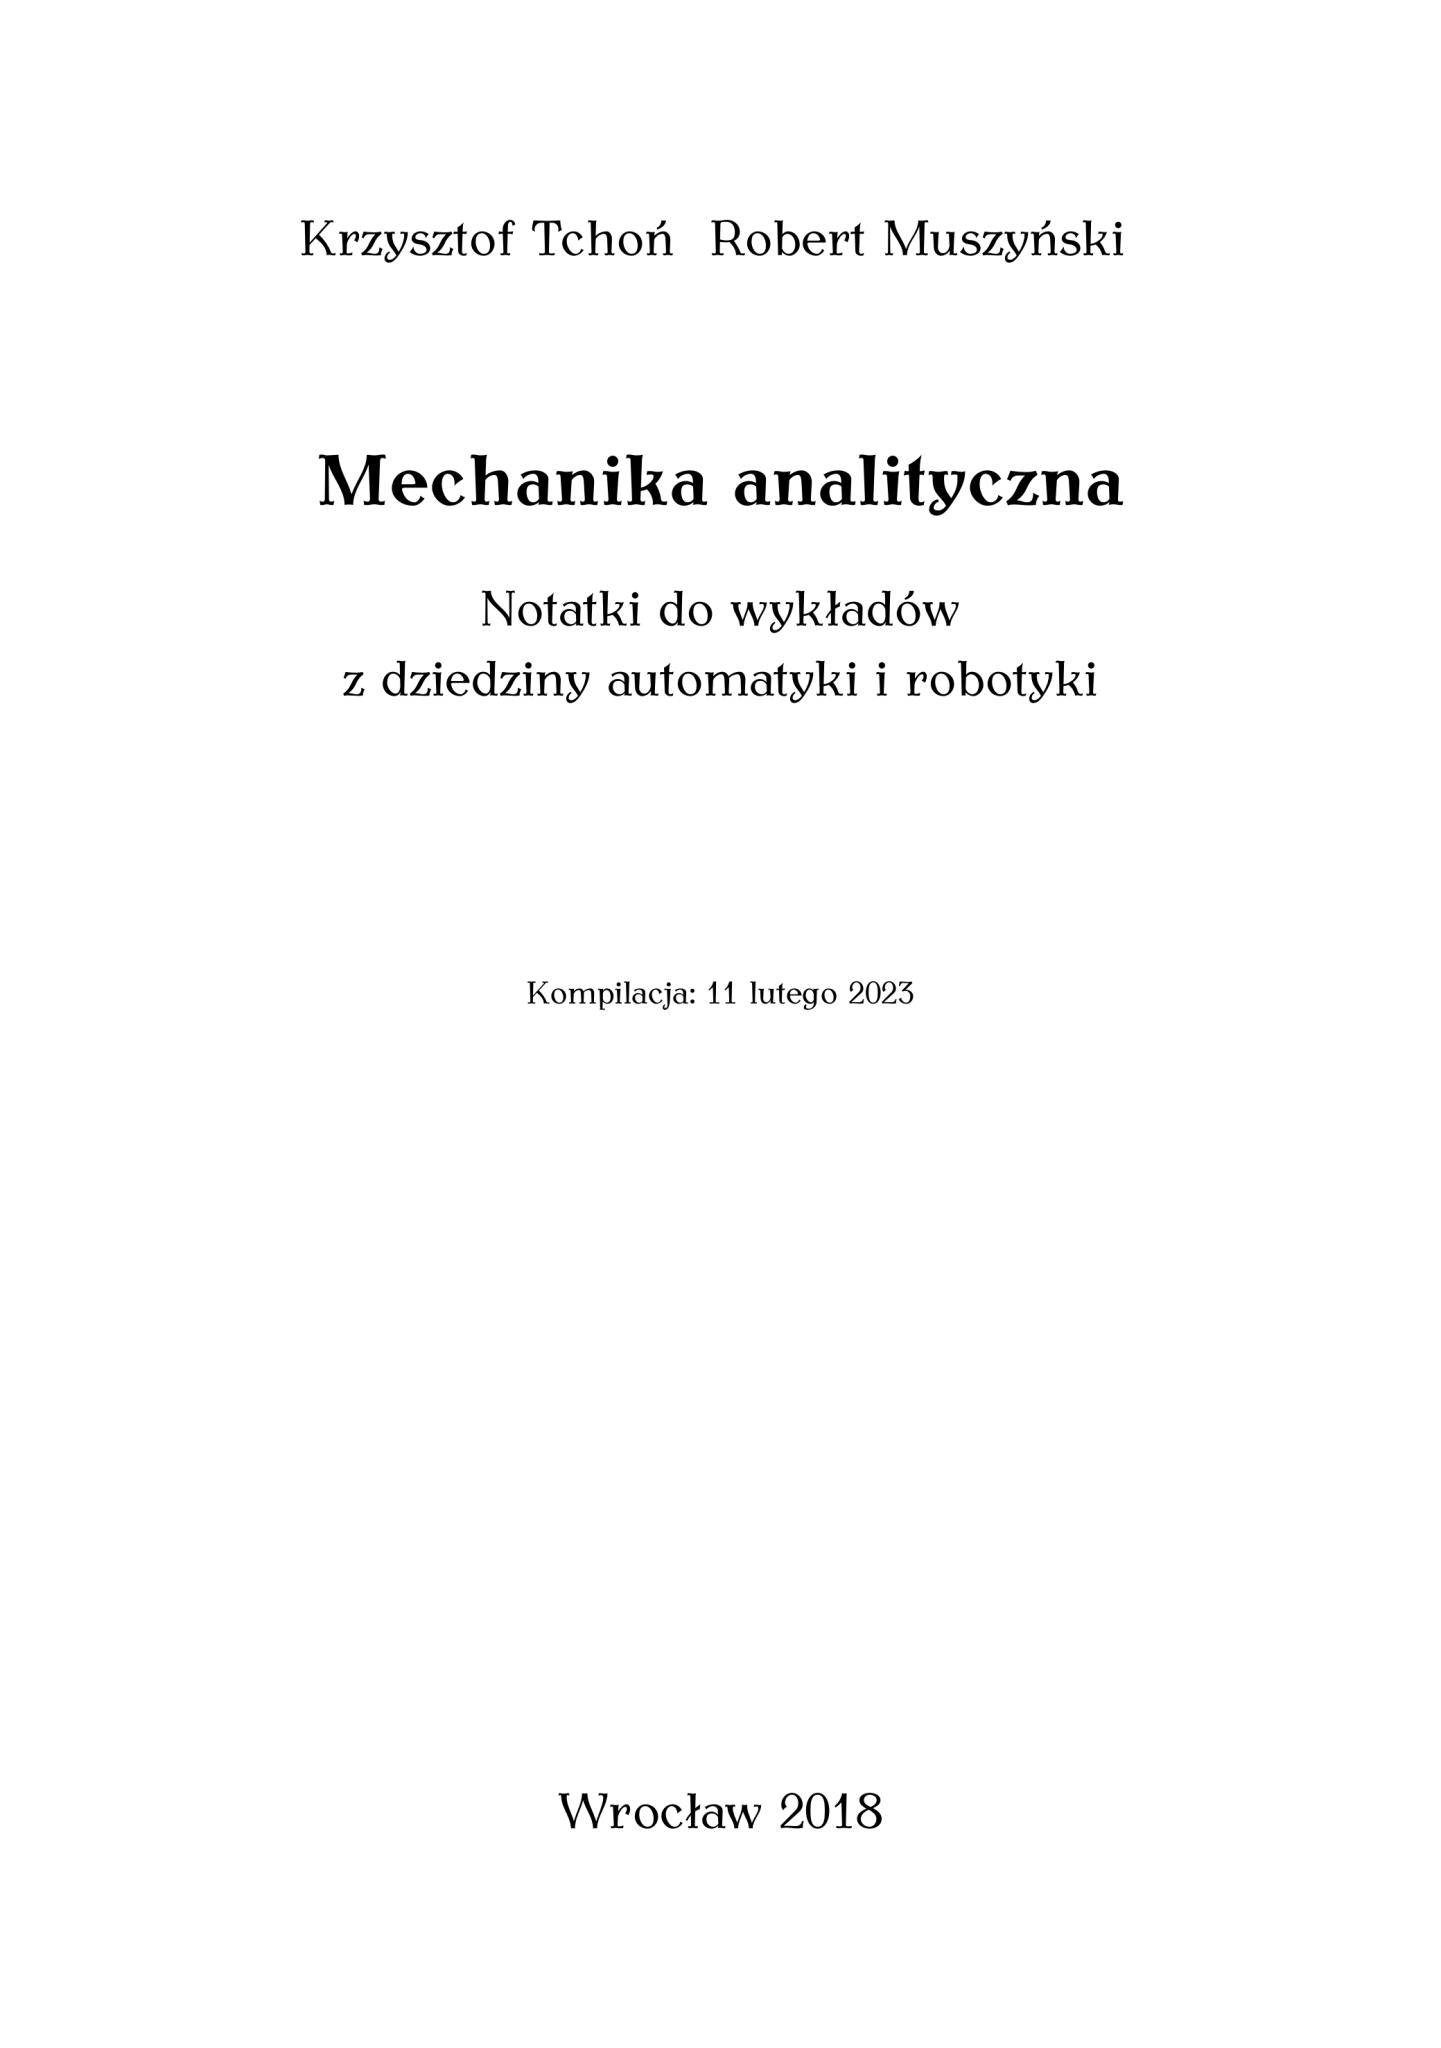 Krzysztof Tchoń Robert Muszyński
Mechanika analityczna
Notatki do wykładów
z dziedziny automatyki i robotyki
Kompilacja: 11 lutego 2023
Wrocław 2018